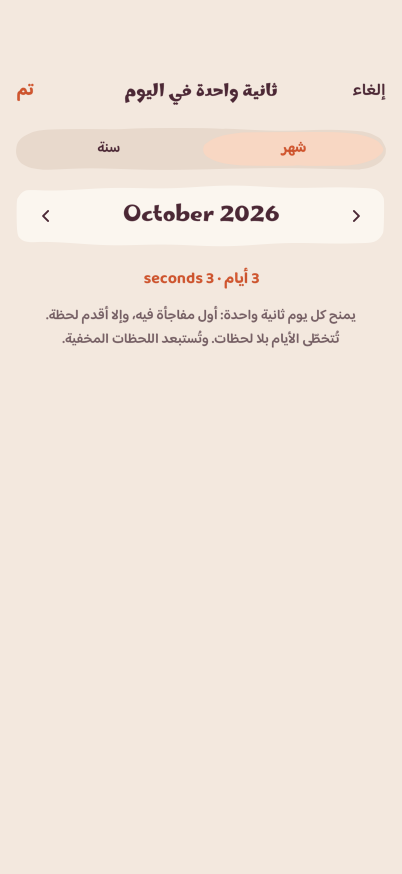 إلغاء
ثانية واحدة في اليوم
تم
شهر
سنة
October 2026
3 أيام · 3 seconds
يمنح كل يوم ثانية واحدة: أول مفاجأة فيه، وإلا أقدم لحظة.
تُتخطّى الأيام بلا لحظات. وتُستبعد اللحظات المخفية.